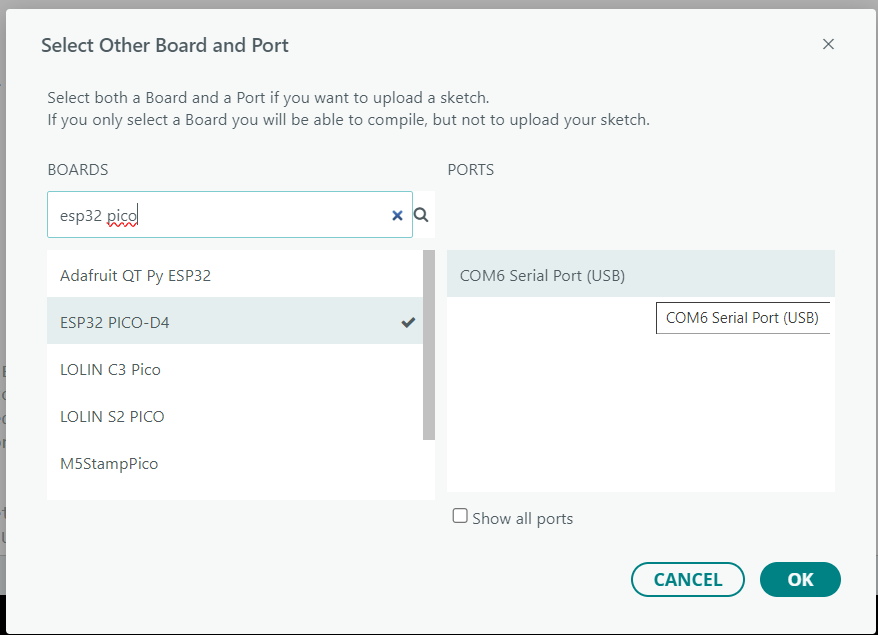 Select Other Board and Port
Select both a Board and a Port if you want to upload a sketch.
If you only select a Board you will be able to compile, but not to upload your sketch.
BOARDS
esp32 pico
Adafruit QT Py ESP32
ESP32 PICO-D4
LOLIN C3 Pico
LOLIN S2 PICO
M5StampPico
PORTS
COM6 Serial Port (USB)
COM6 Serial Port (USB)
Show all ports
CANCEL
OK